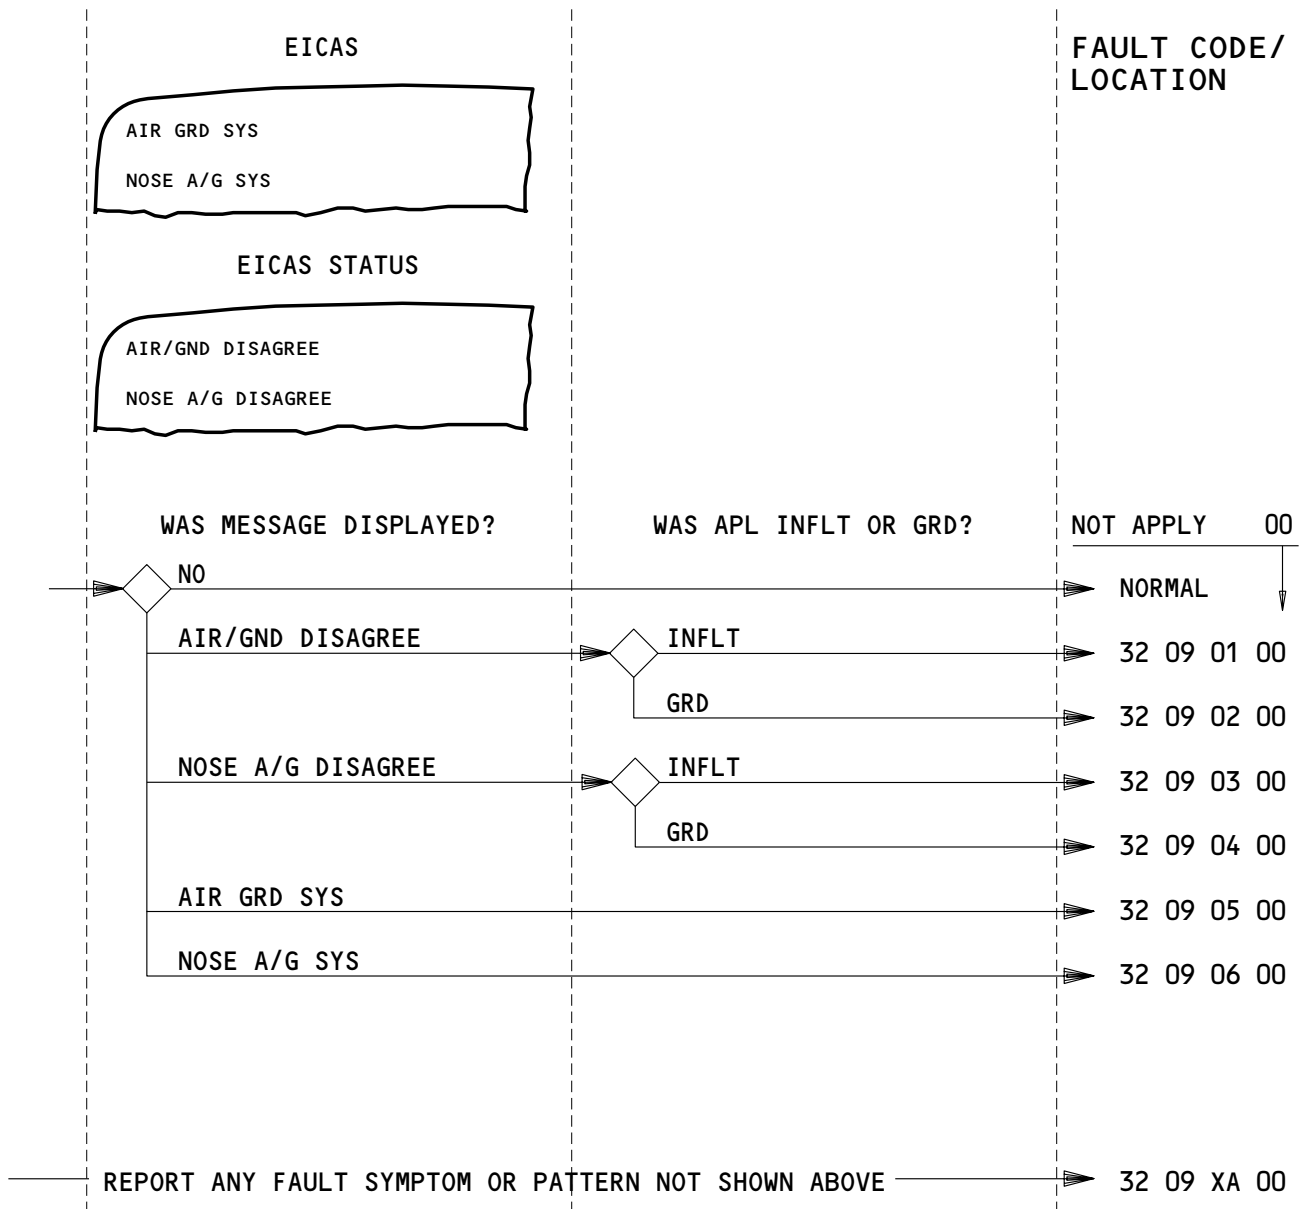 EICAS
FAULT CODE/
LOCATION
AIR GRD SYS
NOSE A/G SYS
EICAS STATUS
AIR/GND DISAGREE
NOSE A/G DISAGREE
WAS MESSAGE DISPLAYED? WAS APL INFLT OR GRD? NOT APPLY 00
NO NORMAL
AIR/GND DISAGREE INFLT 32 09 01 00
GRD 32 09 02 00
NOSE A/G DISAGREE INFLT 32 09 03 00
GRD 32 09 04 00
AIR GRD SYS 32 09 05 00
NOSE A/G SYS 32 09 06 00
REPORT ANY FAULT SYMPTOM OR PATTERN NOT SHOWN ABOVE 32 09 XA 00